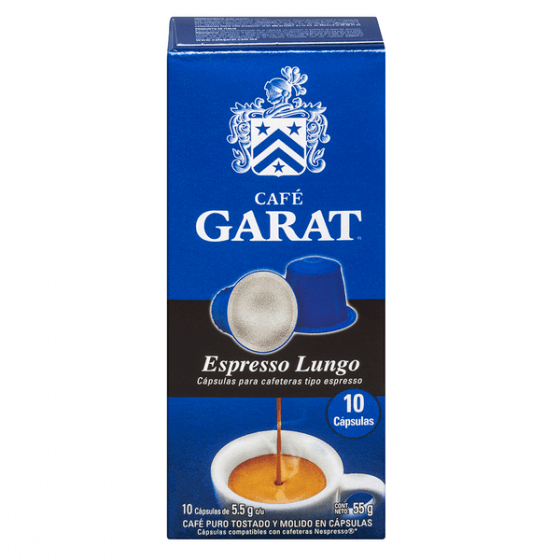 CAFÉ
GARAT
Espresso Lungo
Cápsulas para cafeteras tipo espresso
10
Cápsulas
10 Cápsulas de 5.5 g c/u
CONT. NETO 55 g
CAFÉ PURO TOSTADO Y MOLIDO EN CÁPSULAS
Cápsulas compatibles con cafeteras Nespresso®*